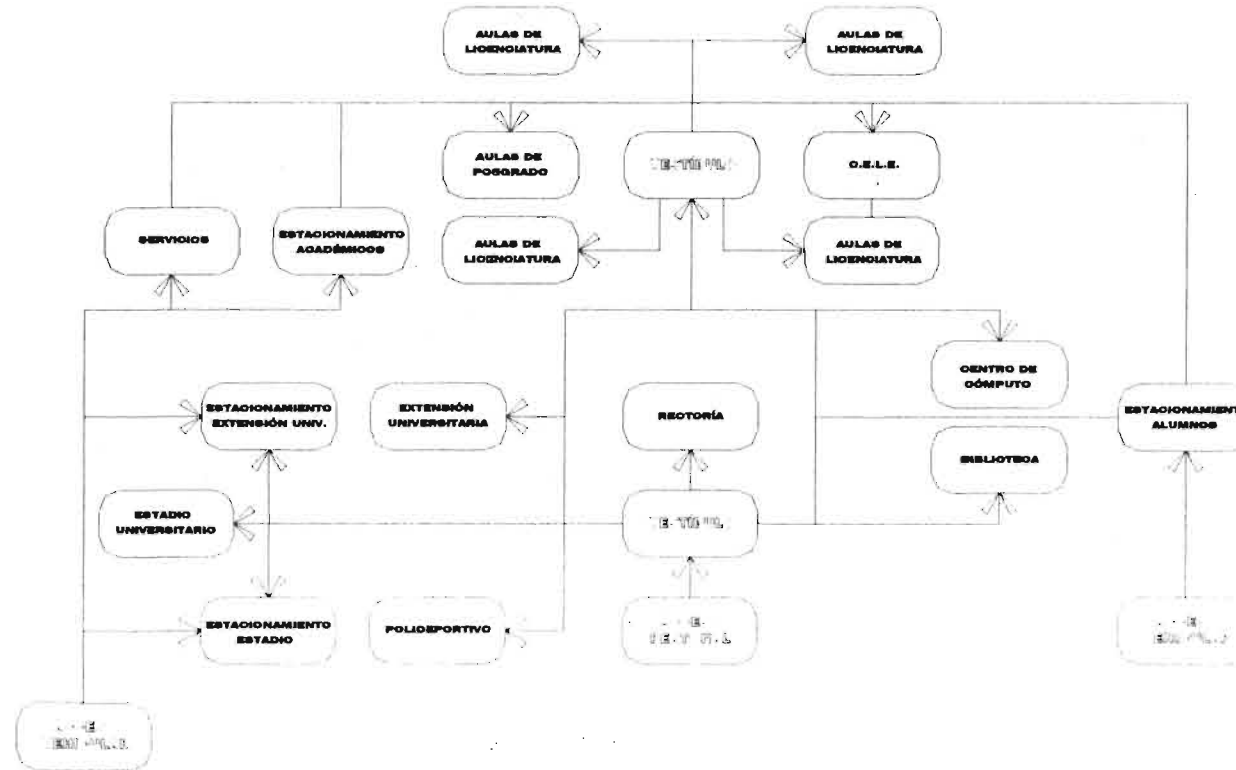 AULAS DE
LICENCIATURA
AULAS DE
LICENCIATURA
AULAS DE
POSGRADO
C.E.L.E.
SERVICIOS
ESTACIONAMIENTO
ACADÉMICOS
AULAS DE
LICENCIATURA
AULAS DE
LICENCIATURA
CENTRO DE
CÓMPUTO
ESTACIONAMIENTO
EXTENSIÓN UNIV.
EXTENSIÓN
UNIVERSITARIA
RECTORÍA
ALUMNOS
BIBLIOTECA
ESTADIO
UNIVERSITARIO
ESTACIONAMIENTO
ESTADIO
POLIDEPORTIVO